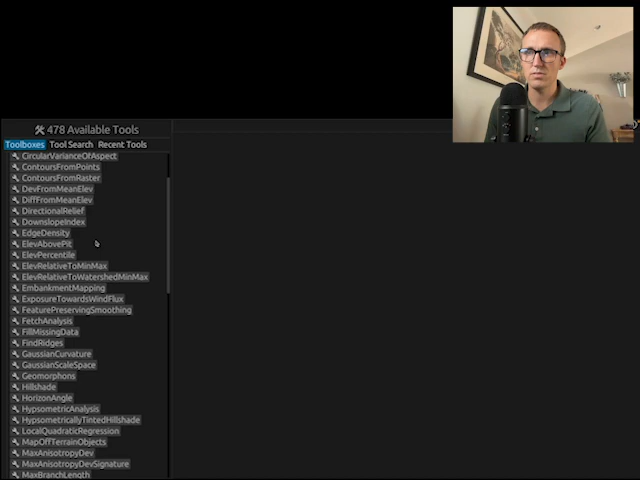 478 Available Tools
Toolboxes Tool Search Recent Tools
CircularVarianceOfAspect
ContoursFromPoints
ContoursFromRaster
DevFromMeanElev
DiffFromMeanElev
DirectionalRelief
DownslopeIndex
EdgeDensity
ElevAbovePit
ElevPercentile
ElevRelativeToMinMax
ElevRelativeToWatershedMinMax
EmbankmentMapping
ExposureTowardsWindFlux
FeaturePreservingSmoothing
FetchAnalysis
FillMissingData
FindRidges
GaussianCurvature
GaussianScaleSpace
Geomorphons
Hillshade
HorizonAngle
HypsometricAnalysis
HypsometricallyTintedHillshade
LocalQuadraticRegression
MapOffTerrainObjects
MaxAnisotropyDev
MaxAnisotropyDevSignature
MaxBranchLength